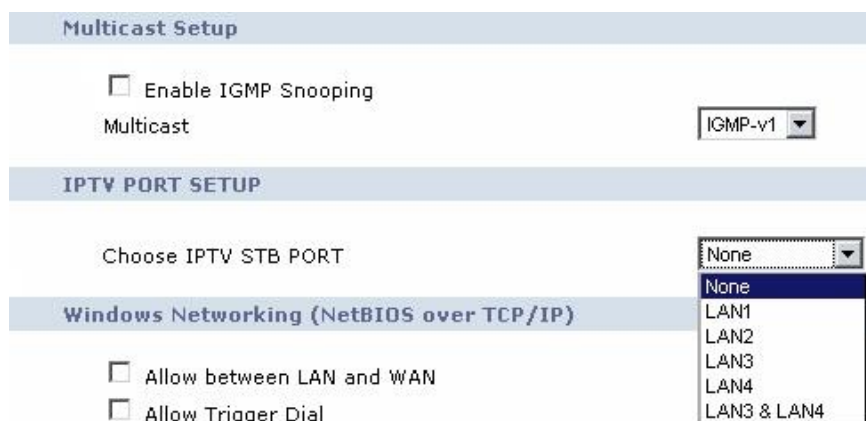 Multicast Setup
Enable IGMP Snooping
Multicast IGMP-v1
IPTV PORT SETUP
Choose IPTV STB PORT None
None
LAN1
Windows Networking (NetBIOS over TCP/IP)
LAN2
LAN3
Allow between LAN and WAN
LAN4
Allow Trigger Dial
LAN3 & LAN4